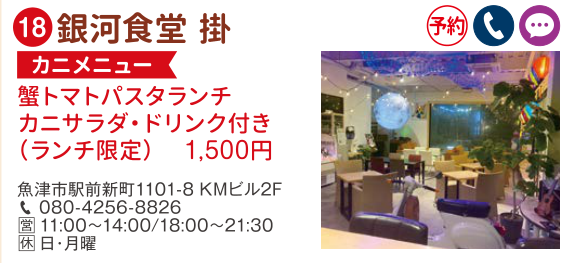 18 銀河食堂 掛
予約
カニメニュー
蟹トマトパスタランチ
カニサラダ・ドリンク付き
（ランチ限定） 1,500円
魚津市駅前新町1101-8 KMビル2F
080-4256-8826
営 11:00～14:00/18:00～21:30
休 日・月曜